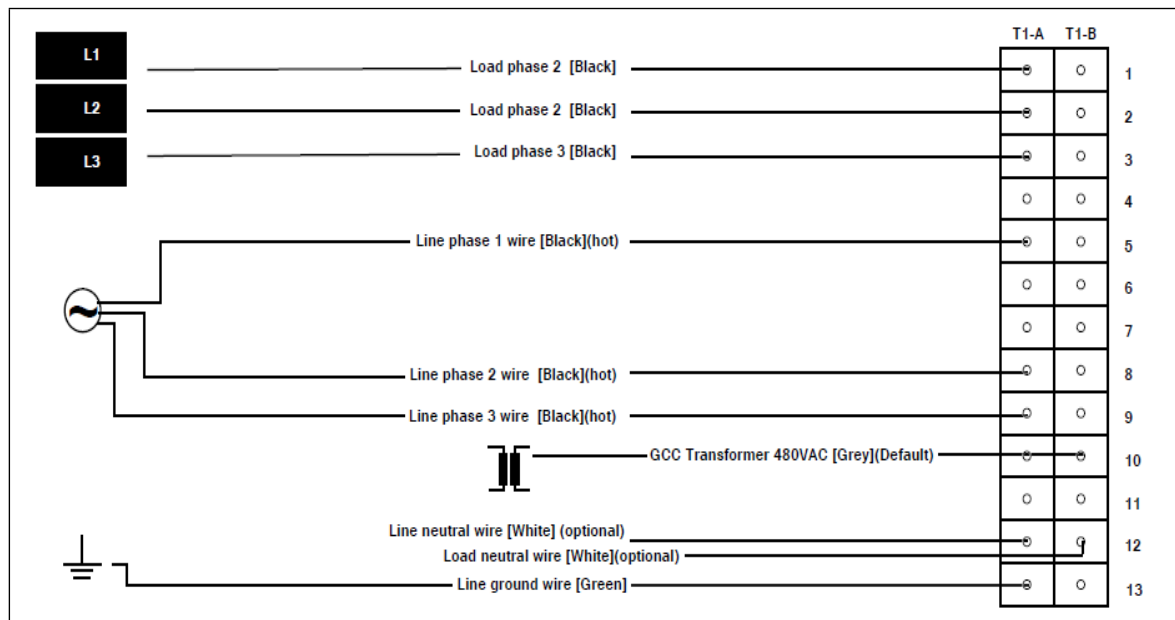 T1-A T1-B
L1
Load phase 2 [Black]
1
L2
Load phase 2 [Black]
2
L3
Load phase 3 [Black]
3
4
Line phase 1 wire [Black](hot)
5
6
7
Line phase 2 wire [Black](hot)
8
Line phase 3 wire [Black](hot)
9
GCC Transformer 480VAC [Grey](Default)
10
11
Line neutral wire [White] (optional)
12
Load neutral wire [White](optional)
Line ground wire [Green]
13